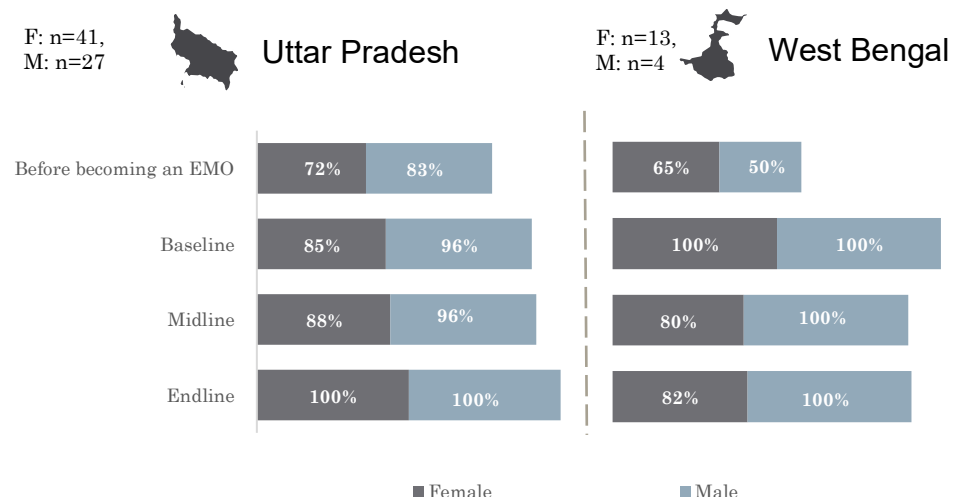 F: n=41,
M: n=27
Uttar Pradesh
F: n=13,
M: n=4
West Bengal
Before becoming an EMO
72% 83%
65% 50%
Baseline
85% 96%
100% 100%
Midline
88% 96%
80% 100%
Endline
100% 100%
82% 100%
Female
Male